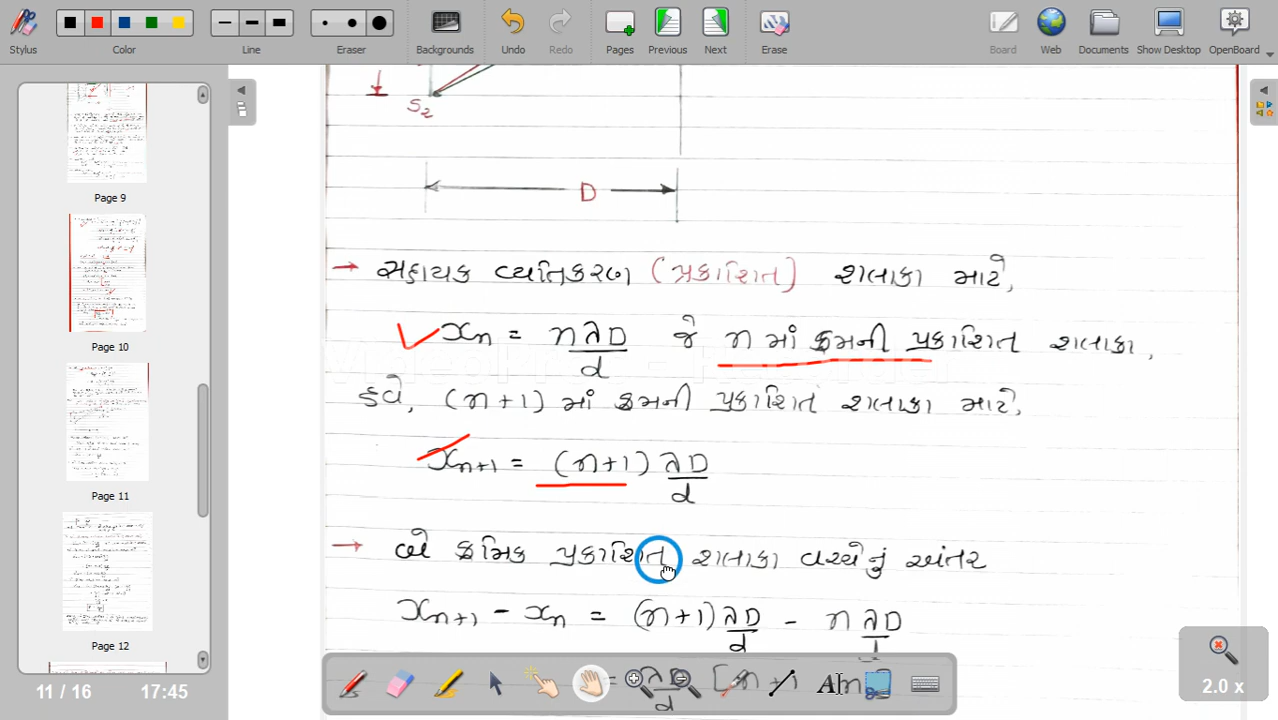 Stylus Color Line Eraser Backgrounds Undo Redo Pages Previous Next Erase Board Web Documents Show Desktop OpenBoard
S₂
D
Page 9
→ સહાયક વ્યતિકરણ (પ્રકાશિત) શલાકા માટે,
xₙ = nλD/d જે n માં ક્રમની પ્રકાશિત શલાકા,
Page 10
હવે, (n+1) માં ક્રમની પ્રકાશિત શલાકા માટે,
xₙ₊₁ = (n+1) λD/d
Page 11
→ બે ક્રમિક પ્રકાશિત શલાકા વચ્ચેનું અંતર
xₙ₊₁ - xₙ = (n+1) λD/d - n λD/d
Page 12
= λD/d [n+1
11 / 16 17:45
2.0 x